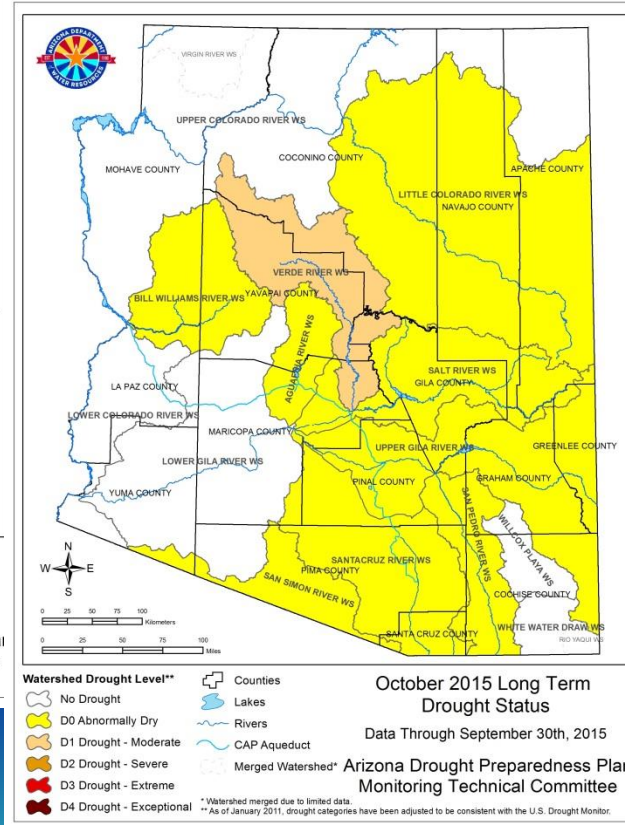 ARIZONA DEPARTMENT
OF
WATER RESOURCES
VIRGIN RIVER WS
UPPER COLORADO RIVER WS
COCONINO COUNTY
MOHAVE COUNTY
APACHE COUNTY
LITTLE COLORADO RIVER WS
NAVAJO COUNTY
VERDE RIVER WS
YAVAPAI COUNTY
BILL WILLIAMS RIVER WS
AGUAFRIA RIVER WS
SALT RIVER WS
GILA COUNTY
LA PAZ COUNTY
LOWER COLORADO RIVER WS
MARICOPA COUNTY
LOWER GILA RIVER WS
UPPER GILA RIVER WS
GREENLEE COUNTY
YUMA COUNTY
PINAL COUNTY
GRAHAM COUNTY
SAN PEDRO RIVER WS
WILLCOX PLAYA WS
SANTACRUZ RIVER WS
PIMA COUNTY
SAN SIMON RIVER WS
COCHISE COUNTY
SANTA CRUZ COUNTY
WHITE WATER DRAW WS
RIO YAQUI WS
N
W E
S
0 25 50 75 100
Kilometers
0 25 50 75 100
Miles
Watershed Drought Level**
No Drought
D0 Abnormally Dry
D1 Drought - Moderate
D2 Drought - Severe
D3 Drought - Extreme
D4 Drought - Exceptional
Counties
Lakes
Rivers
CAP Aqueduct
Merged Watershed*
October 2015 Long Term
Drought Status
Data Through September 30th, 2015
Arizona Drought Preparedness Plan
Monitoring Technical Committee
* Watershed merged due to limited data.
** As of January 2011, drought categories have been adjusted to be consistent with the U.S. Drought Monitor.